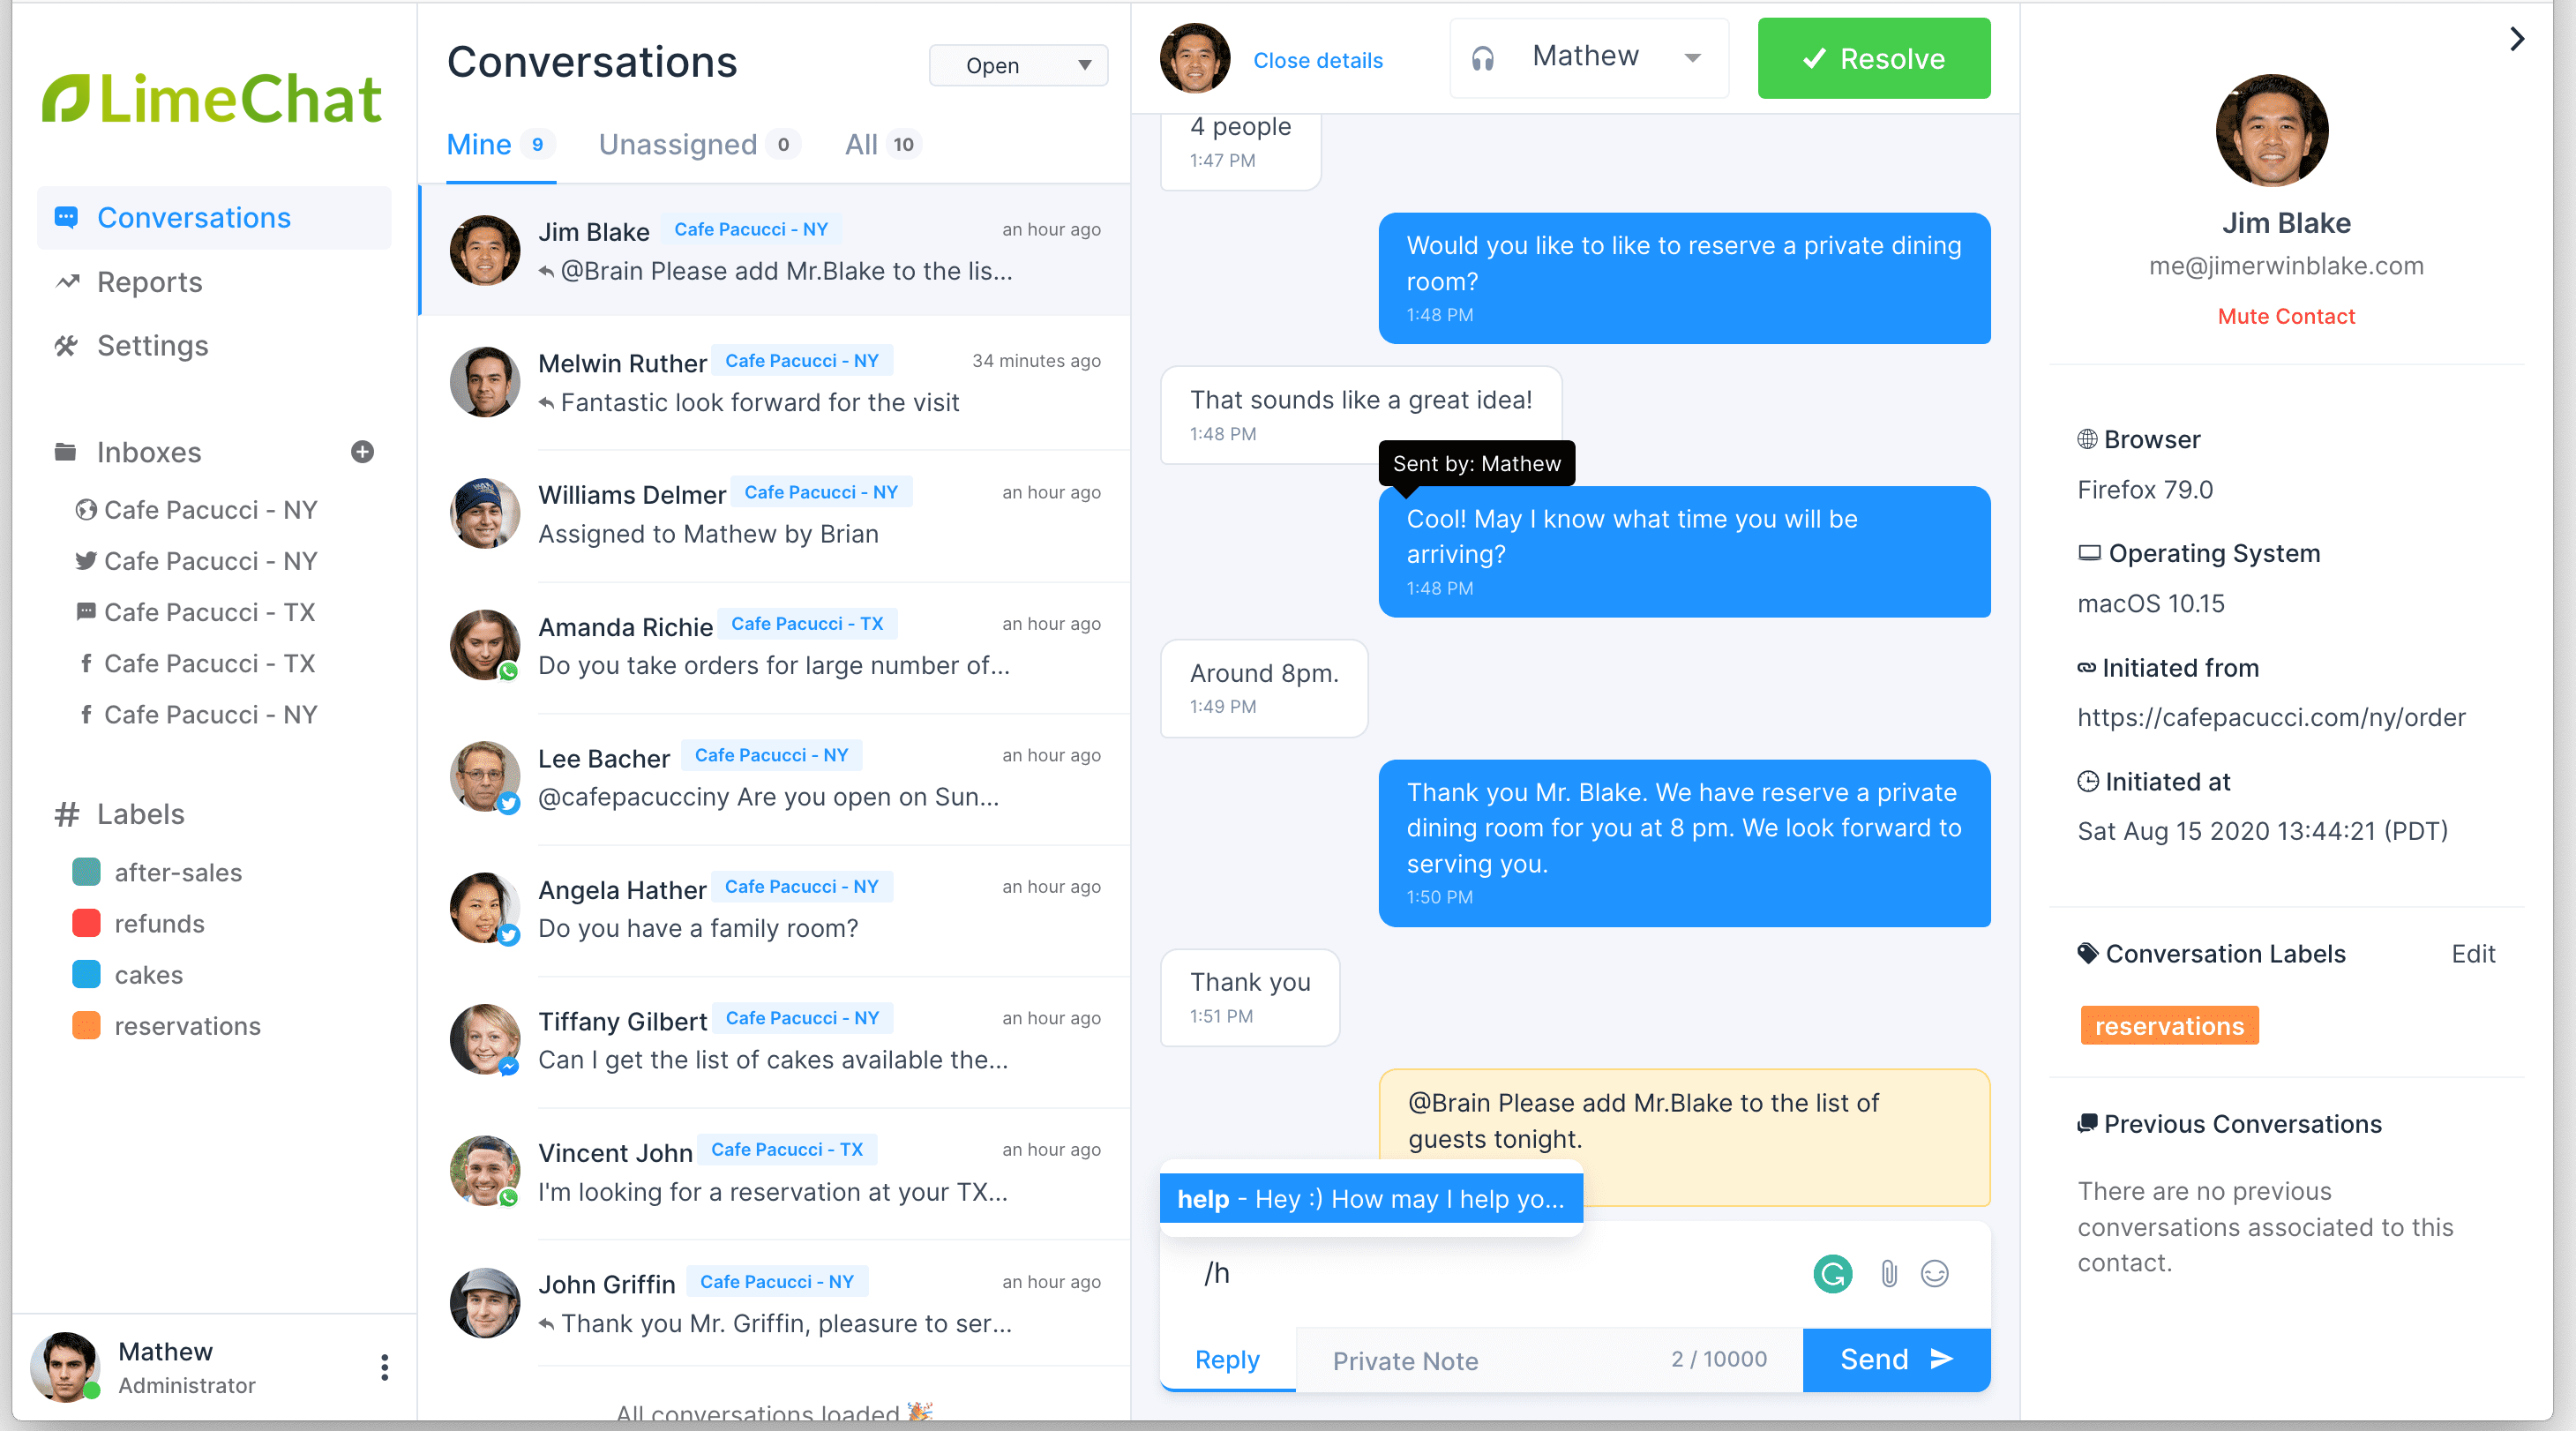 LimeChat
Conversations
Reports
Settings
Inboxes
Cafe Pacucci - NY
Cafe Pacucci - NY
Cafe Pacucci - TX
Cafe Pacucci - TX
Cafe Pacucci - NY
Labels
after-sales
refunds
cakes
reservations
Mathew
Administrator
Conversations
Open
Mine 9
Unassigned 0
All 10
Jim Blake Cafe Pacucci - NY an hour ago
@Brain Please add Mr.Blake to the lis...
Melwin Ruther Cafe Pacucci - NY 34 minutes ago
Fantastic look forward for the visit
Williams Delmer Cafe Pacucci - NY an hour ago
Assigned to Mathew by Brian
Amanda Richie Cafe Pacucci - TX an hour ago
Do you take orders for large number of...
Lee Bacher Cafe Pacucci - NY an hour ago
@cafepacucciny Are you open on Sun...
Angela Hather Cafe Pacucci - NY an hour ago
Do you have a family room?
Tiffany Gilbert Cafe Pacucci - NY an hour ago
Can I get the list of cakes available the...
Vincent John Cafe Pacucci - TX an hour ago
I'm looking for a reservation at your TX...
John Griffin Cafe Pacucci - NY an hour ago
Thank you Mr. Griffin, pleasure to ser...
All conversations loaded 🎉
Close details
Mathew
Resolve
4 people
1:47 PM
Would you like to like to reserve a private dining
room?
1:48 PM
That sounds like a great idea!
1:48 PM
Sent by: Mathew
Cool! May I know what time you will be
arriving?
1:48 PM
Around 8pm.
1:49 PM
Thank you Mr. Blake. We have reserve a private
dining room for you at 8 pm. We look forward to
serving you.
1:50 PM
Thank you
1:51 PM
@Brain Please add Mr.Blake to the list of
guests tonight.
help - Hey :) How may I help yo...
/h
Reply
Private Note
2 / 10000
Send
Jim Blake
me@jimerwinblake.com
Mute Contact
Browser
Firefox 79.0
Operating System
macOS 10.15
Initiated from
https://cafepacucci.com/ny/order
Initiated at
Sat Aug 15 2020 13:44:21 (PDT)
Conversation Labels Edit
reservations
Previous Conversations
There are no previous
conversations associated to this
contact.